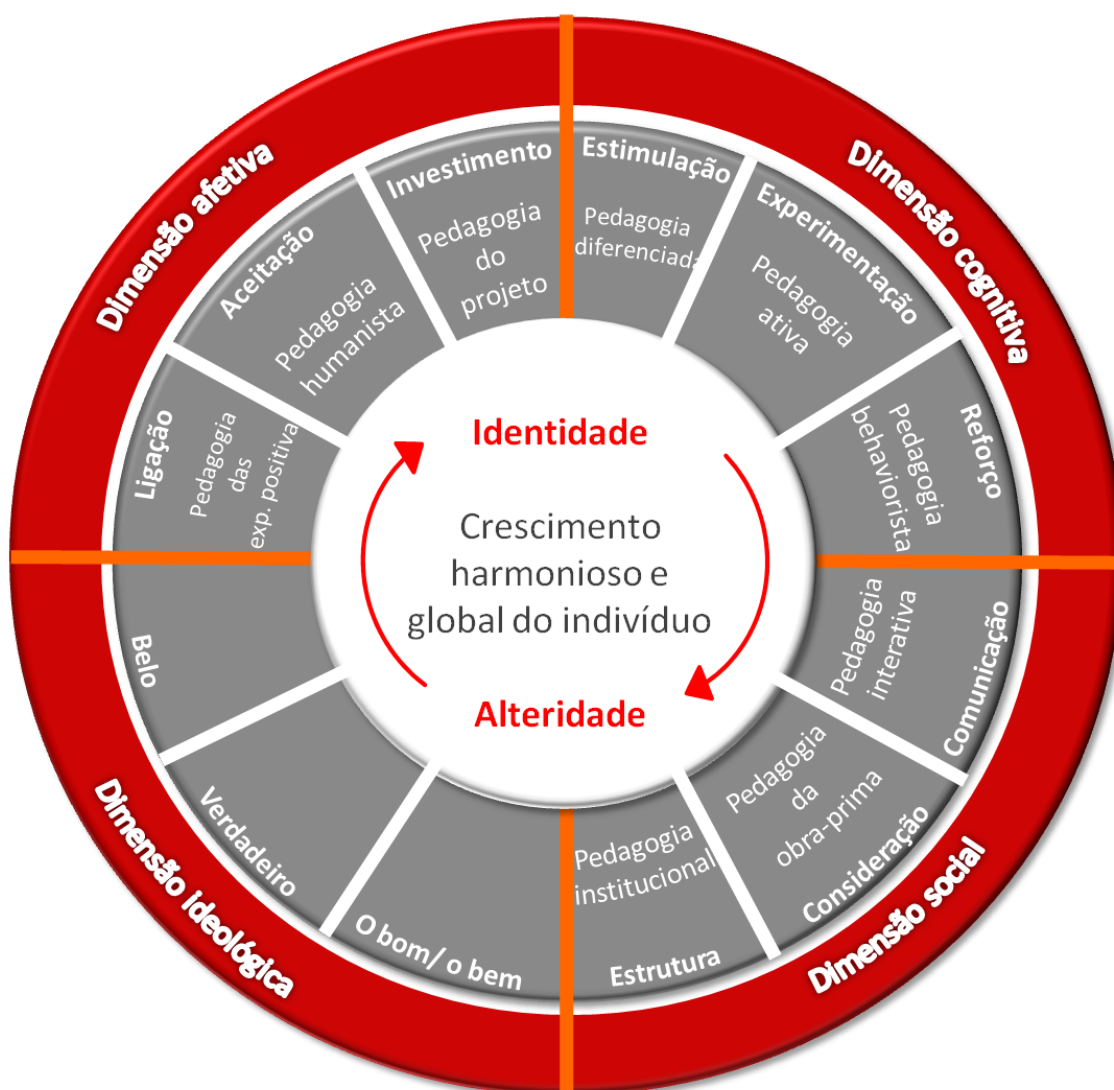 Dimensão afetiva
Ligação
Pedagogia
das
exp. positiva
Aceitação
Pedagogia
humanista
Investimento
Pedagogia
do
projeto
Dimensão cognitiva
Estimulação
Pedagogia
diferenciada
Experimentação
Pedagogia
ativa
Reforço
Pedagogia
behaviorista
Dimensão social
Comunicação
Pedagogia
interativa
Consideração
Pedagogia
da
obra-prima
Estrutura
Pedagogia
institucional
Dimensão ideológica
O bom/ o bem
Verdadeiro
Belo
Identidade
Crescimento
harmonioso e
global do indivíduo
Alteridade